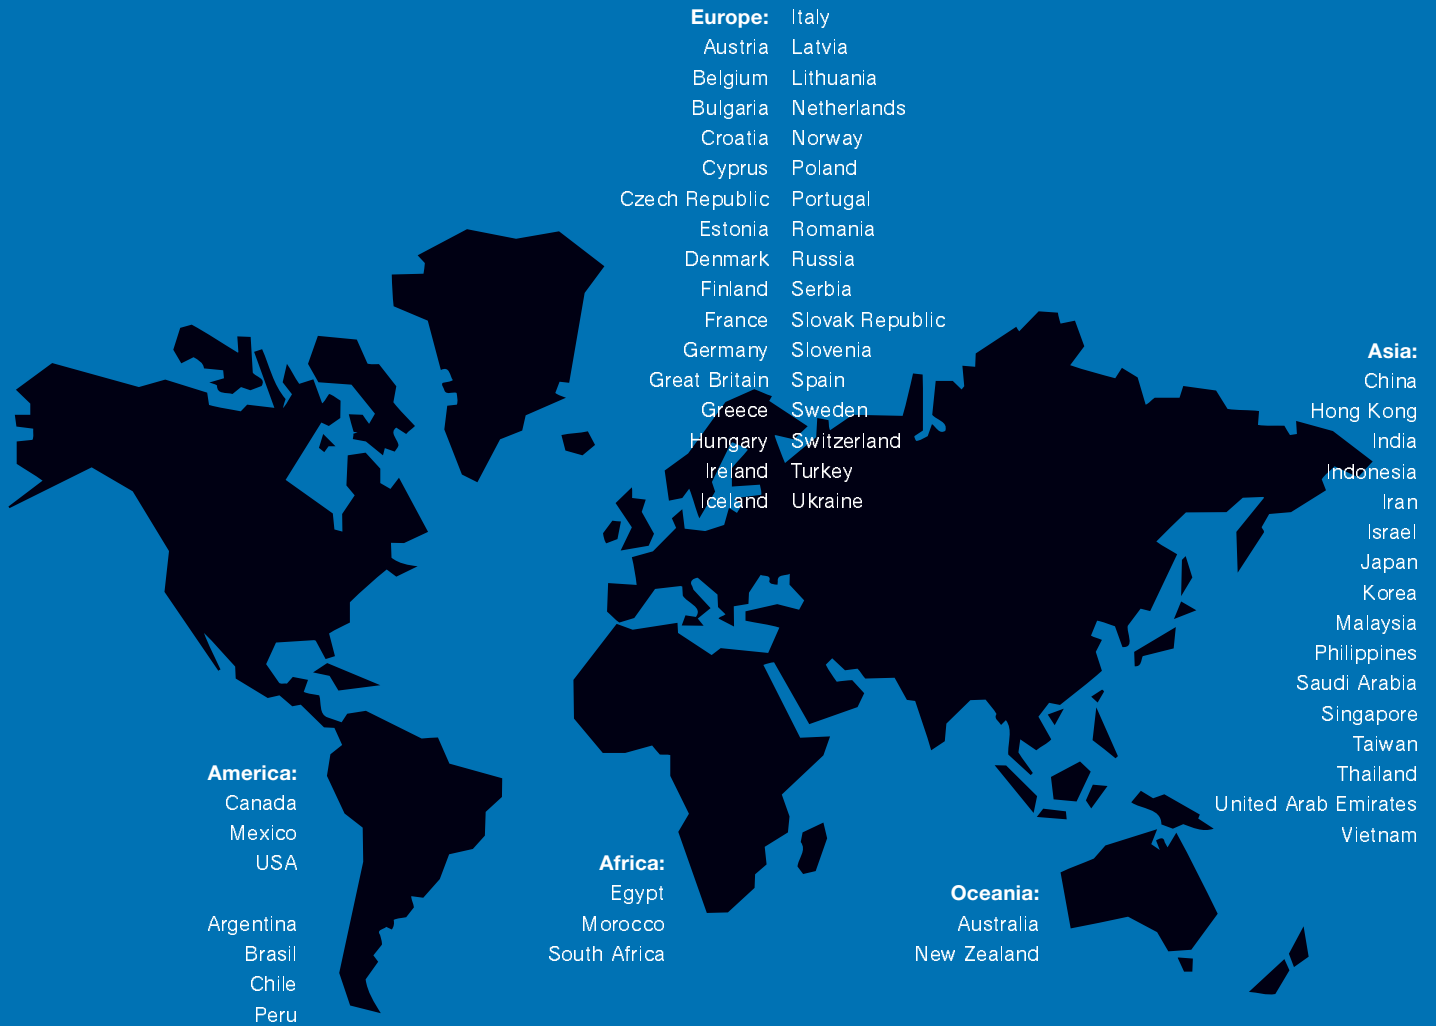 Europe:
Austria
Belgium
Bulgaria
Croatia
Cyprus
Czech Republic
Estonia
Denmark
Finland
France
Germany
Great Britain
Greece
Hungary
Ireland
Iceland
Italy
Latvia
Lithuania
Netherlands
Norway
Poland
Portugal
Romania
Russia
Serbia
Slovak Republic
Slovenia
Spain
Sweden
Switzerland
Turkey
Ukraine
Asia:
China
Hong Kong
India
Indonesia
Iran
Israel
Japan
Korea
Malaysia
Philippines
Saudi Arabia
Singapore
Taiwan
Thailand
United Arab Emirates
Vietnam
America:
Canada
Mexico
USA
Argentina
Brasil
Chile
Peru
Africa:
Egypt
Morocco
South Africa
Oceania:
Australia
New Zealand